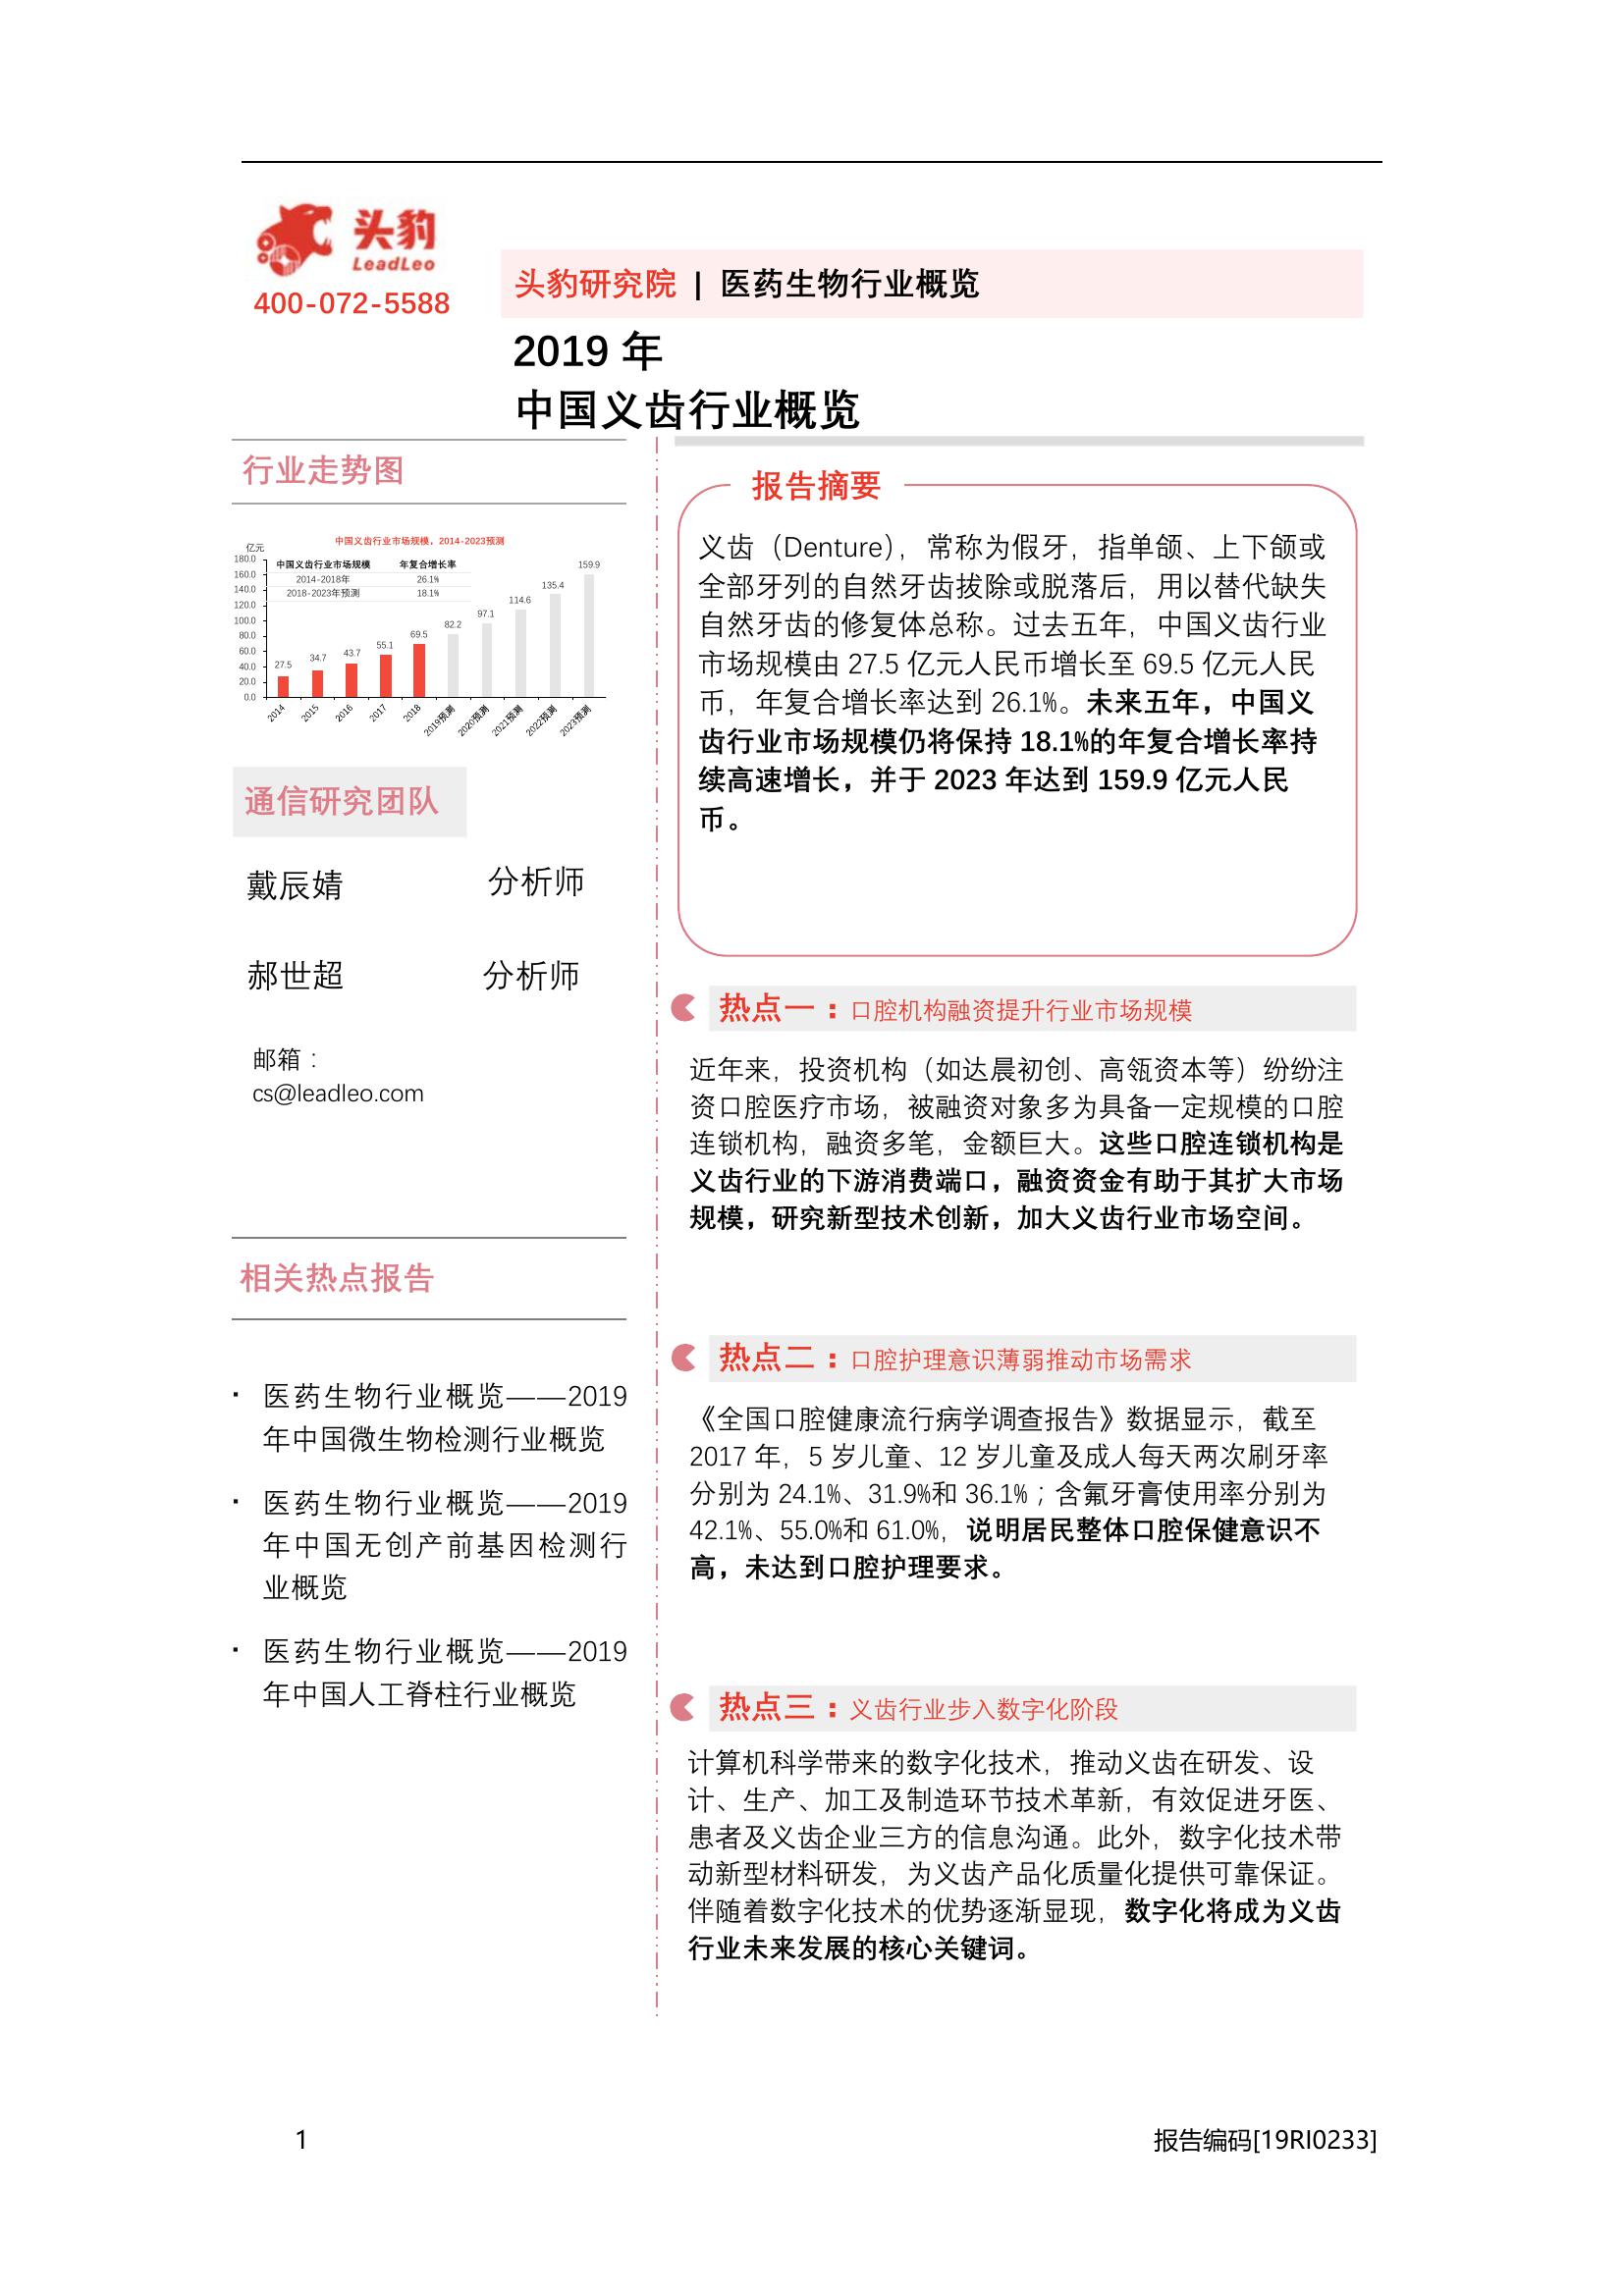 头豹
LeadLeo
400-072-5588
头豹研究院 | 医药生物行业概览
2019 年
中国义齿行业概览
行业走势图
中国义齿行业市场规模，2014-2023预测
亿元
180.0
160.0
140.0
120.0
100.0
80.0
60.0
40.0
20.0
0.0
中国义齿行业市场规模 年复合增长率
2014-2018年 26.1%
2018-2023年预测 18.1%
27.5
34.7
43.7
55.1
69.5
82.2
97.1
114.6
135.4
159.9
2014
2015
2016
2017
2018
2019预测
2020预测
2021预测
2022预测
2023预测
通信研究团队
戴辰婧 分析师
郝世超 分析师
邮箱：
cs@leadleo.com
相关热点报告
· 医药生物行业概览——2019
年中国微生物检测行业概览
· 医药生物行业概览——2019
年中国无创产前基因检测行
业概览
· 医药生物行业概览——2019
年中国人工脊柱行业概览
报告摘要
义齿（Denture），常称为假牙，指单颌、上下颌或
全部牙列的自然牙齿拔除或脱落后，用以替代缺失
自然牙齿的修复体总称。过去五年，中国义齿行业
市场规模由 27.5 亿元人民币增长至 69.5 亿元人民
币，年复合增长率达到 26.1%。未来五年，中国义
齿行业市场规模仍将保持 18.1%的年复合增长率持
续高速增长，并于 2023 年达到 159.9 亿元人民
币。
热点一：口腔机构融资提升行业市场规模
近年来，投资机构（如达晨初创、高瓴资本等）纷纷注
资口腔医疗市场，被融资对象多为具备一定规模的口腔
连锁机构，融资多笔，金额巨大。这些口腔连锁机构是
义齿行业的下游消费端口，融资资金有助于其扩大市场
规模，研究新型技术创新，加大义齿行业市场空间。
热点二：口腔护理意识薄弱推动市场需求
《全国口腔健康流行病学调查报告》数据显示，截至
2017 年，5 岁儿童、12 岁儿童及成人每天两次刷牙率
分别为 24.1%、31.9%和 36.1%；含氟牙膏使用率分别为
42.1%、55.0%和 61.0%，说明居民整体口腔保健意识不
高，未达到口腔护理要求。
热点三：义齿行业步入数字化阶段
计算机科学带来的数字化技术，推动义齿在研发、设
计、生产、加工及制造环节技术革新，有效促进牙医、
患者及义齿企业三方的信息沟通。此外，数字化技术带
动新型材料研发，为义齿产品化质量化提供可靠保证。
伴随着数字化技术的优势逐渐显现，数字化将成为义齿
行业未来发展的核心关键词。
1
报告编码[19RI0233]